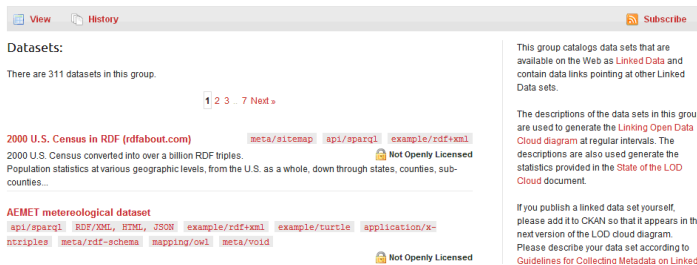 View History Subscribe
Datasets:
There are 311 datasets in this group.
1 2 3 ... 7 Next »
2000 U.S. Census in RDF (rdfabout.com) meta/sitemap api/sparql example/rdf+xml
2000 U.S. Census converted into over a billion RDF triples. Not Openly Licensed
Population statistics at various geographic levels, from the U.S. as a whole, down through states, counties, sub-
counties...
AEMET metereological dataset
api/sparql RDF/XML, HTML, JSON example/rdf+xml example/turtle application/x-
ntriples meta/rdf-schema mapping/owl meta/void
Not Openly Licensed
This group catalogs data sets that are
available on the Web as Linked Data and
contain data links pointing at other Linked
Data sets.
The descriptions of the data sets in this grou
are used to generate the Linking Open Data
Cloud diagram at regular intervals. The
descriptions are also used generate the
statistics provided in the State of the LOD
Cloud document.
If you publish a linked data set yourself,
please add it to CKAN so that it appears in th
next version of the LOD cloud diagram.
Please describe your data set according to
Guidelines for Collecting Metadata on Linked